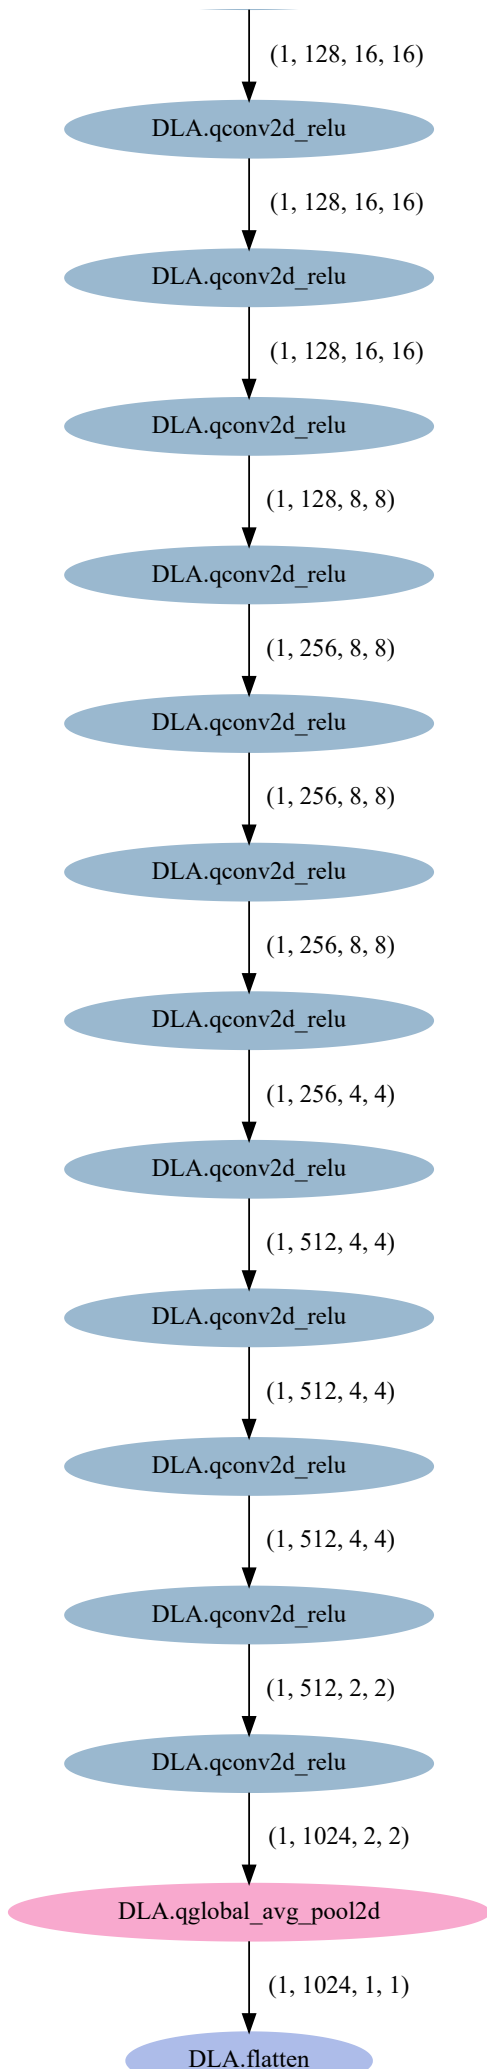 (1, 128, 16, 16)
DLA.qconv2d_relu
(1, 128, 16, 16)
DLA.qconv2d_relu
(1, 128, 16, 16)
DLA.qconv2d_relu
(1, 128, 8, 8)
DLA.qconv2d_relu
(1, 256, 8, 8)
DLA.qconv2d_relu
(1, 256, 8, 8)
DLA.qconv2d_relu
(1, 256, 8, 8)
DLA.qconv2d_relu
(1, 256, 4, 4)
DLA.qconv2d_relu
(1, 512, 4, 4)
DLA.qconv2d_relu
(1, 512, 4, 4)
DLA.qconv2d_relu
(1, 512, 4, 4)
DLA.qconv2d_relu
(1, 512, 2, 2)
DLA.qconv2d_relu
(1, 1024, 2, 2)
DLA.qglobal_avg_pool2d
(1, 1024, 1, 1)
DLA.flatten